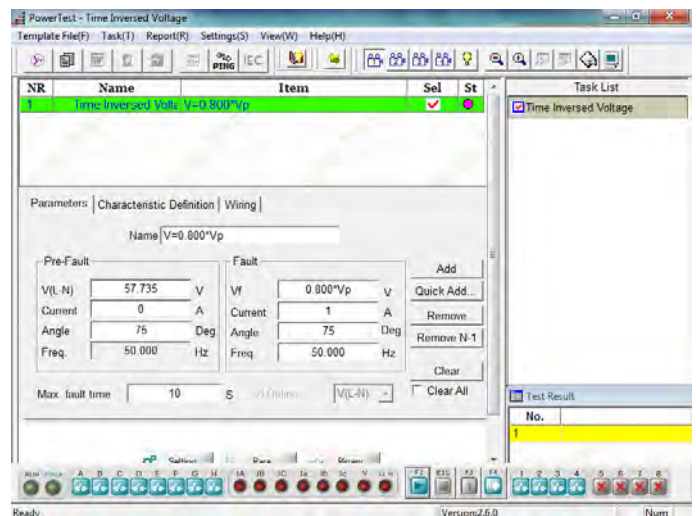 PowerTest - Time Inversed Voltage
Template File(F) Task(T) Report(R) Settings(S) View(W) Help(H)
PING IEC
NR Name Item Sel St Task List
1 Time Inversed Volta V=0.800*Vp Time Inversed Voltage
Parameters Characteristic Definition Wiring
Name V=0.800*Vp
Pre-Fault Fault
Add
V(L-N) 57.735 V Vf 0.800*Vp V Quick Add...
Current 0 A Current 1 A Remove
Angle 75 Deg Angle 75 Deg Remove N-1
Freq. 50.000 Hz Freq 50.000 Hz
Clear
Max. fault time 10 S V(L-N) Clear All
Test Result
No.
1
A B C D E F G H IA IB IC Ia Ib Ic V F2 ESC F3 F4 1 2 3 4 5 6 7 8
Ready Version:2.6.0 Num